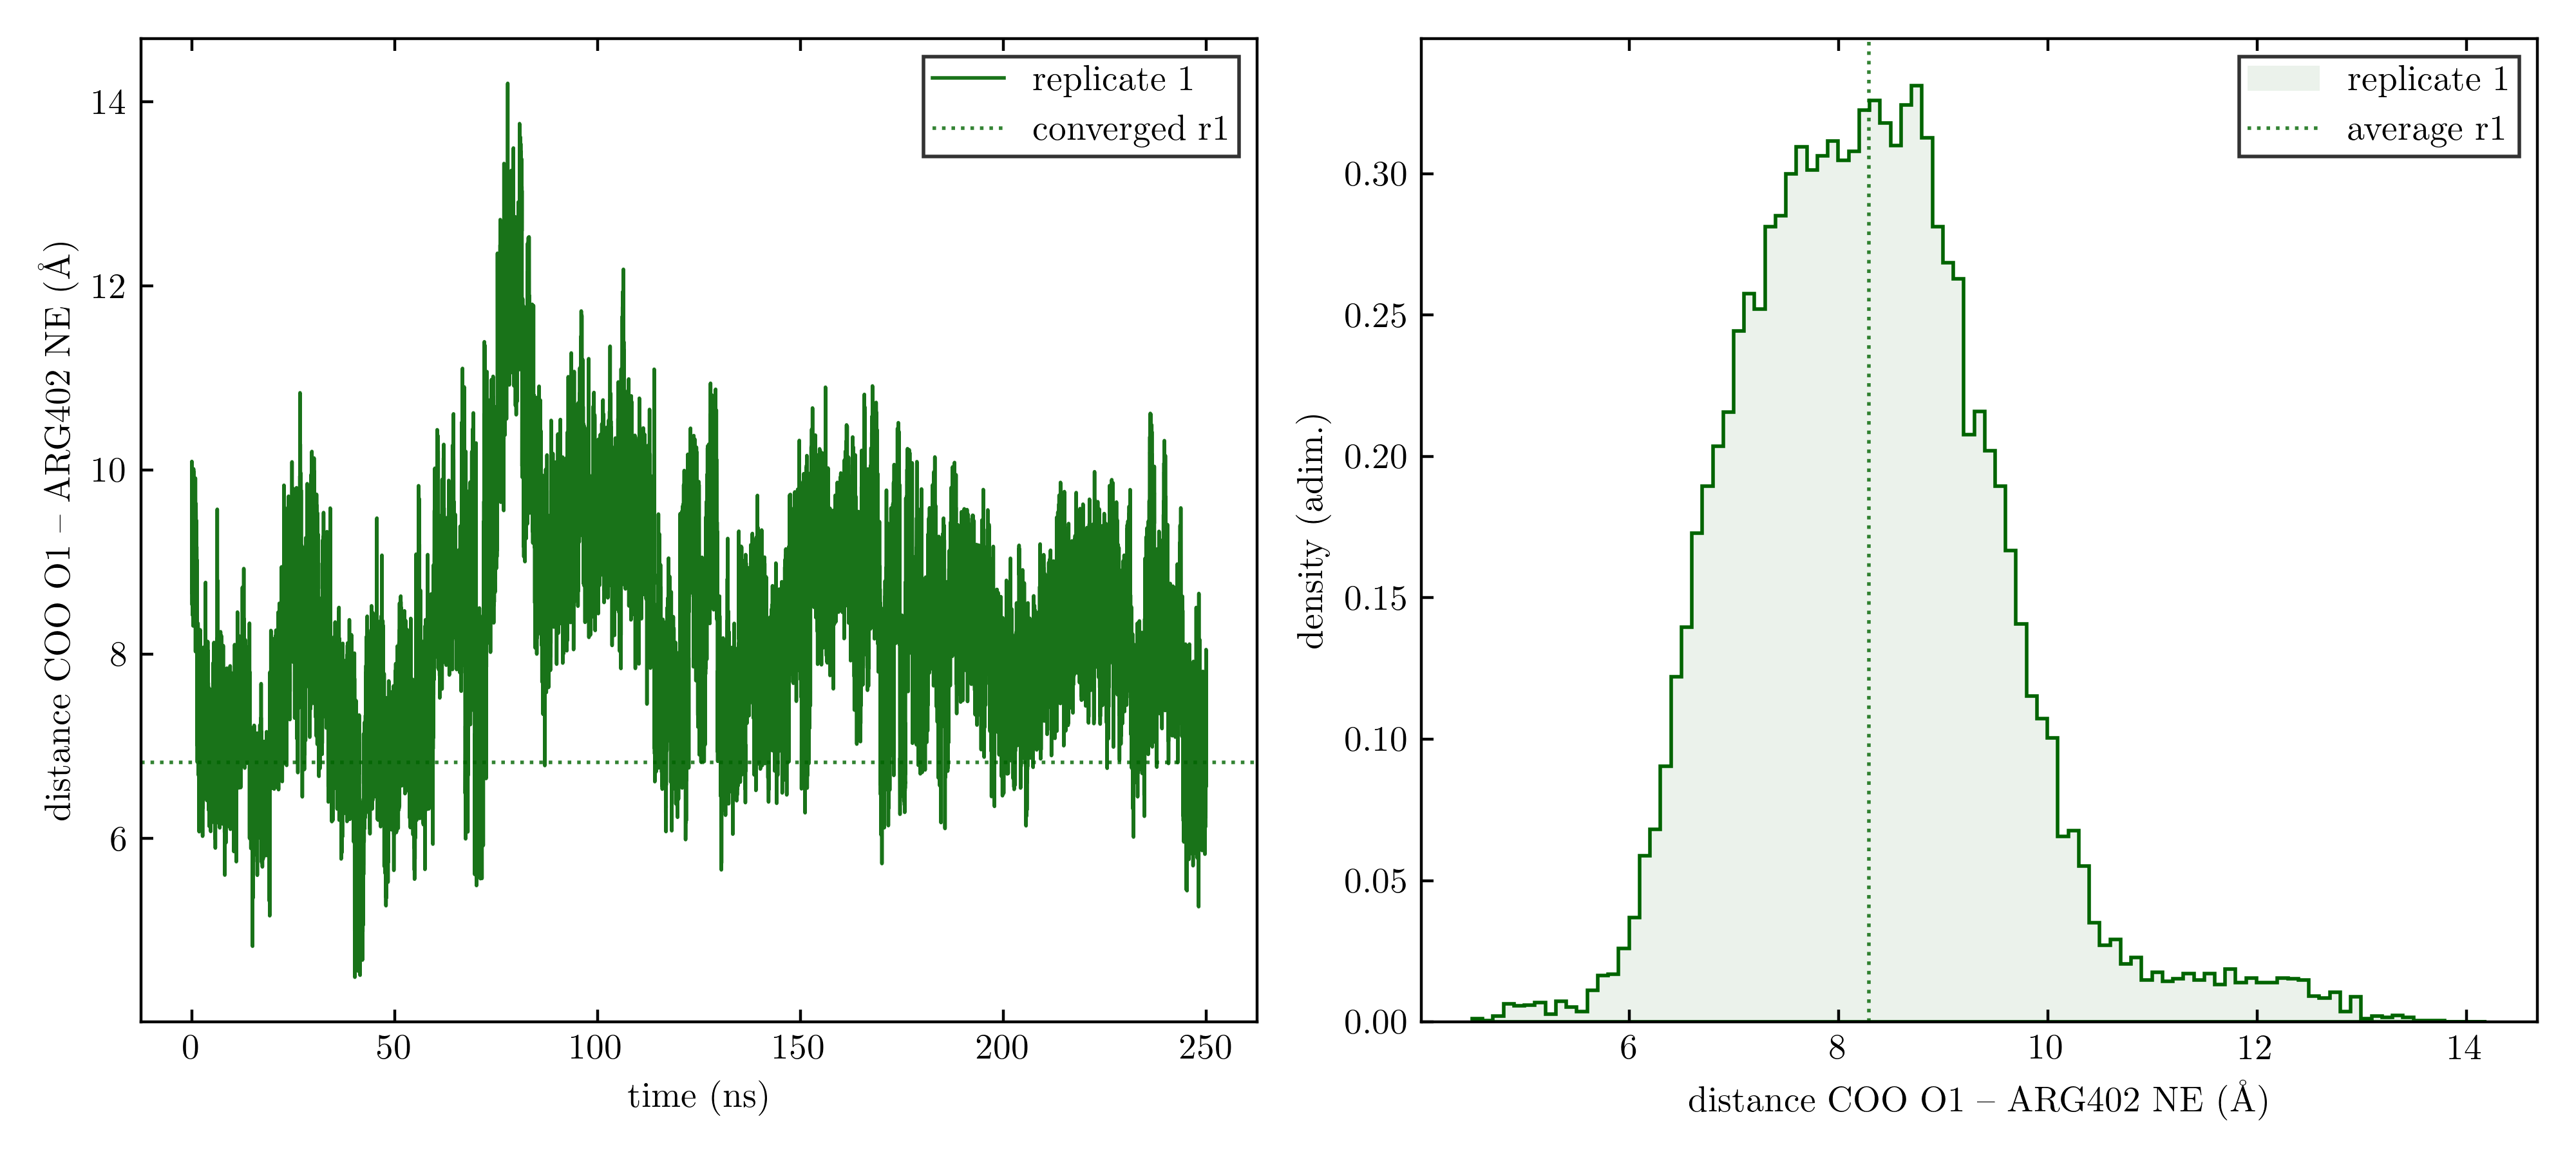 distance COO O1 – ARG402 NE (Å)
14
12
10
8
6
0
50
100
150
200
250
time (ns)
replicate 1
converged r1
density (adim.)
0.30
0.25
0.20
0.15
0.10
0.05
0.00
6
8
10
12
14
distance COO O1 – ARG402 NE (Å)
replicate 1
average r1